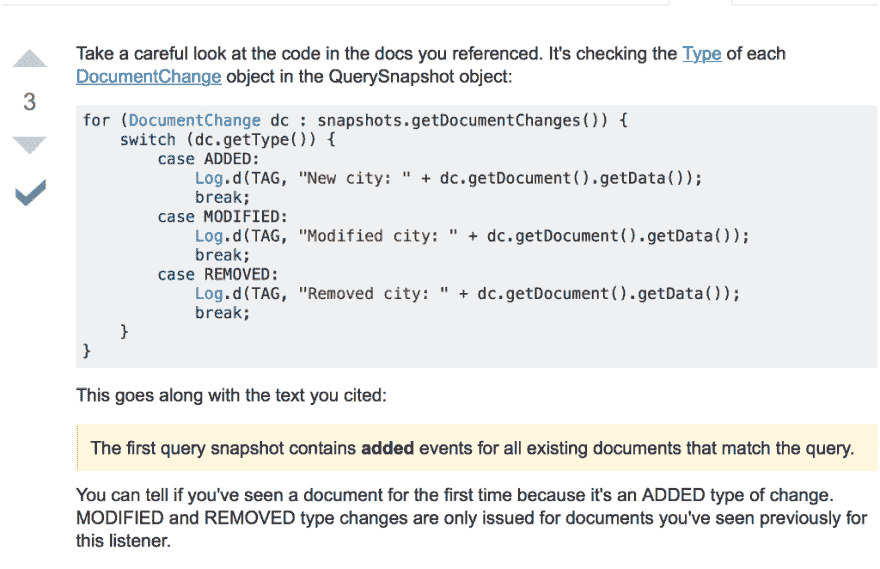 Take a careful look at the code in the docs you referenced. It's checking the Type of each
DocumentChange object in the QuerySnapshot object:
3
for (DocumentChange dc : snapshots.getDocumentChanges()) {
    switch (dc.getType()) {
        case ADDED:
            Log.d(TAG, "New city: " + dc.getDocument().getData());
            break;
        case MODIFIED:
            Log.d(TAG, "Modified city: " + dc.getDocument().getData());
            break;
        case REMOVED:
            Log.d(TAG, "Removed city: " + dc.getDocument().getData());
            break;
    }
}
This goes along with the text you cited:
The first query snapshot contains added events for all existing documents that match the query.
You can tell if you've seen a document for the first time because it's an ADDED type of change.
MODIFIED and REMOVED type changes are only issued for documents you've seen previously for
this listener.